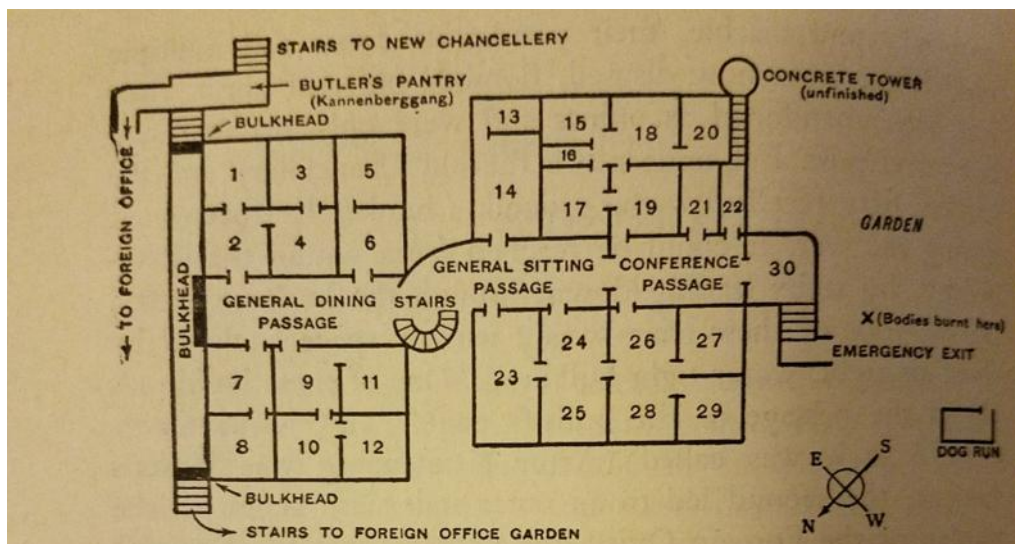 STAIRS TO NEW CHANCELLERY
BUTLER'S PANTRY
(Kannenberggang)
BULKHEAD
← TO FOREIGN OFFICE →
BULKHEAD
1
3
5
2
4
6
GENERAL DINING
PASSAGE
STAIRS
7
9
11
8
10
12
BULKHEAD
STAIRS TO FOREIGN OFFICE GARDEN
CONCRETE TOWER
(unfinished)
13
15
18
20
16
14
17
19
21
22
GENERAL SITTING
PASSAGE
CONFERENCE
PASSAGE
30
GARDEN
X (Bodies burnt here)
EMERGENCY EXIT
24
26
27
23
25
28
29
DOG RUN
E
S
N
W